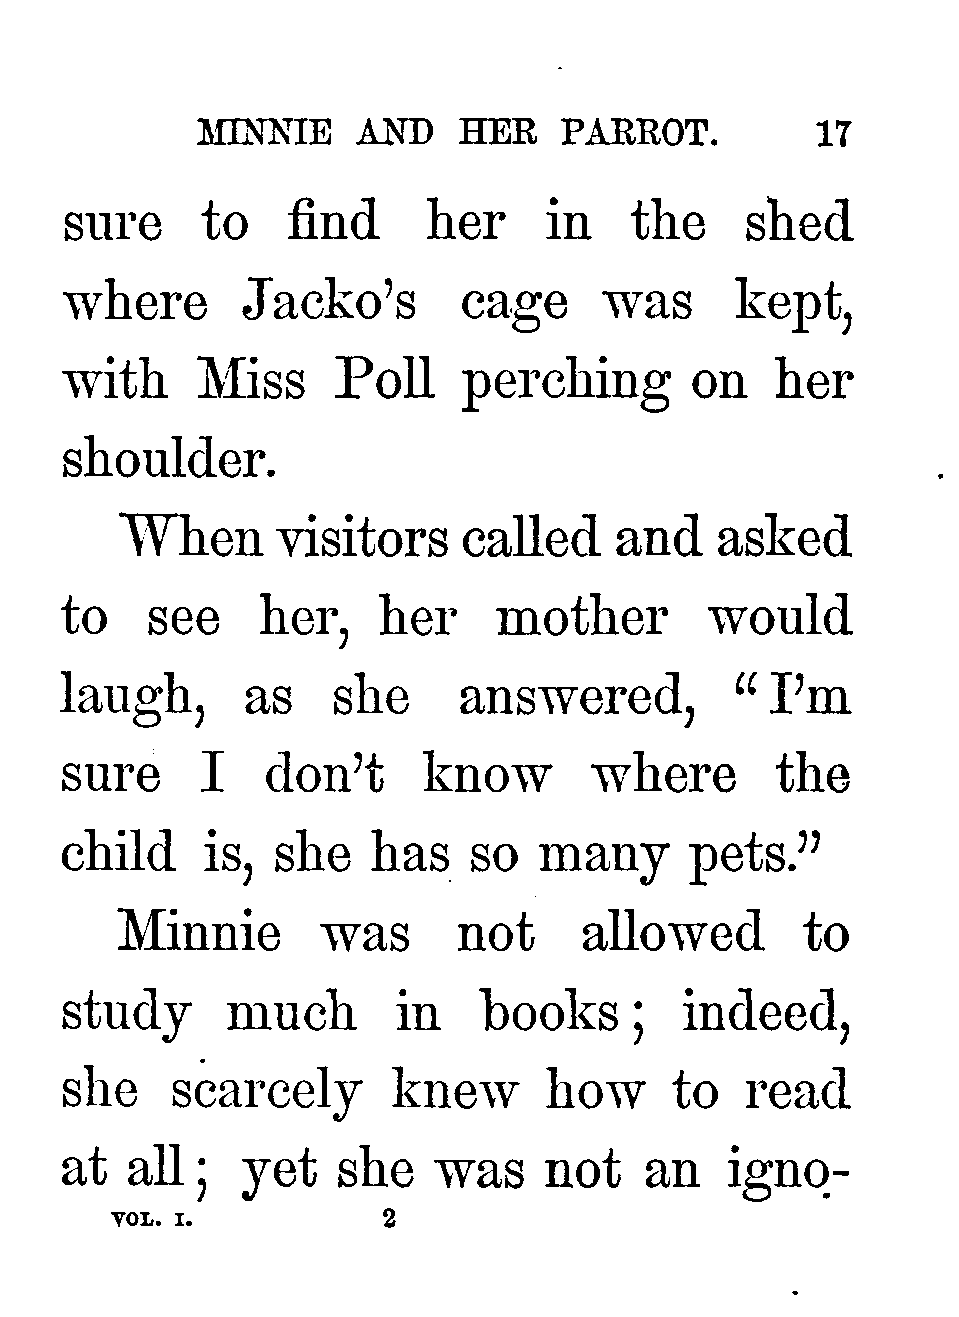 MINNIE AND HER PARROT. 17
sure to find her in the shed
where Jacko's cage was kept,
with Miss Poll perching on her
shoulder.
When visitors called and asked
to see her, her mother would
laugh, as she answered, "I'm
sure I don't know where the
child is, she has so many pets."
Minnie was not allowed to
study much in books; indeed,
she scarcely knew how to read
at all; yet she was not an igno-
VOL. I. 2